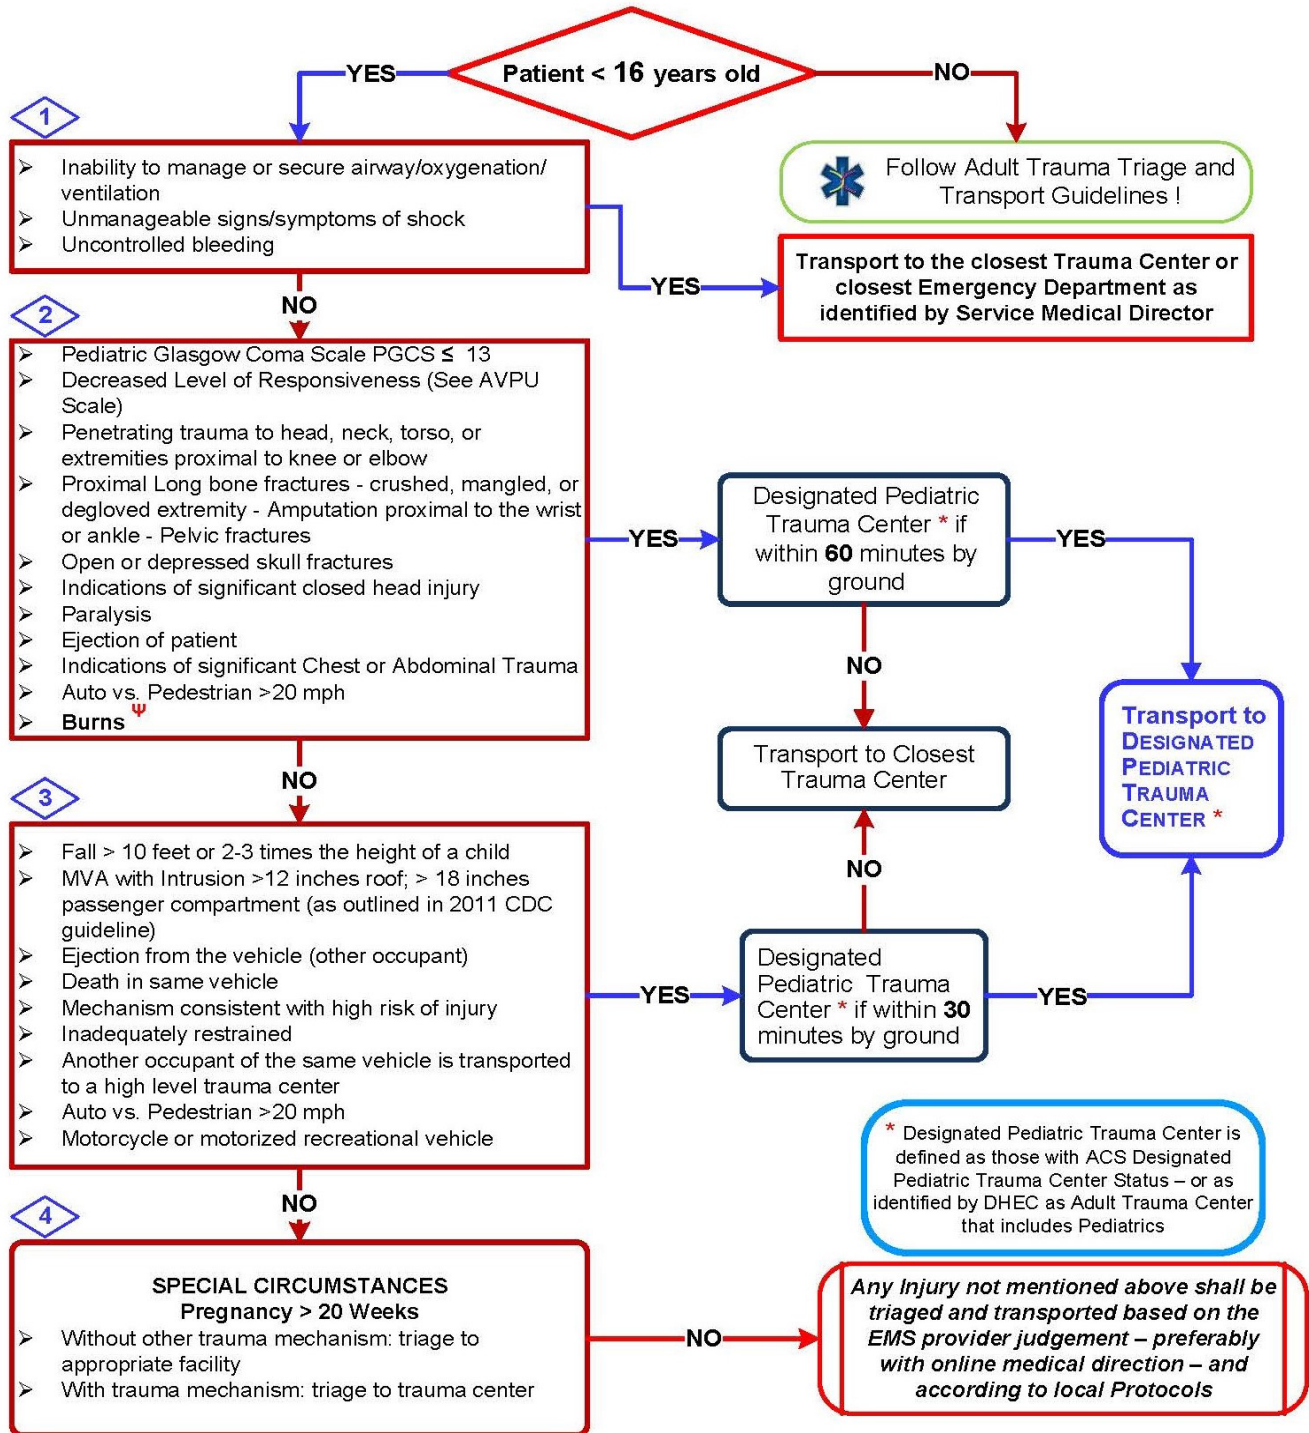 Patient < 16 years old
YES
NO
1
➢ Inability to manage or secure airway/oxygenation/
ventilation
➢ Unmanageable signs/symptoms of shock
➢ Uncontrolled bleeding
Follow Adult Trauma Triage and
Transport Guidelines !
YES
Transport to the closest Trauma Center or
closest Emergency Department as
identified by Service Medical Director
NO
2
➢ Pediatric Glasgow Coma Scale PGCS ≤ 13
➢ Decreased Level of Responsiveness (See AVPU
Scale)
➢ Penetrating trauma to head, neck, torso, or
extremities proximal to knee or elbow
➢ Proximal Long bone fractures - crushed, mangled, or
degloved extremity - Amputation proximal to the wrist
or ankle - Pelvic fractures
➢ Open or depressed skull fractures
➢ Indications of significant closed head injury
➢ Paralysis
➢ Ejection of patient
➢ Indications of significant Chest or Abdominal Trauma
➢ Auto vs. Pedestrian >20 mph
➢ Burns Ψ
YES
Designated Pediatric
Trauma Center * if
within 60 minutes by
ground
YES
NO
Transport to Closest
Trauma Center
Transport to
DESIGNATED
PEDIATRIC
TRAUMA
CENTER *
NO
3
➢ Fall > 10 feet or 2-3 times the height of a child
➢ MVA with Intrusion >12 inches roof; > 18 inches
passenger compartment (as outlined in 2011 CDC
guideline)
➢ Ejection from the vehicle (other occupant)
➢ Death in same vehicle
➢ Mechanism consistent with high risk of injury
➢ Inadequately restrained
➢ Another occupant of the same vehicle is transported
to a high level trauma center
➢ Auto vs. Pedestrian >20 mph
➢ Motorcycle or motorized recreational vehicle
YES
NO
Designated
Pediatric Trauma
Center * if within 30
minutes by ground
YES
* Designated Pediatric Trauma Center is
defined as those with ACS Designated
Pediatric Trauma Center Status – or as
identified by DHEC as Adult Trauma Center
that includes Pediatrics
NO
4
SPECIAL CIRCUMSTANCES
Pregnancy > 20 Weeks
➢ Without other trauma mechanism: triage to
appropriate facility
➢ With trauma mechanism: triage to trauma center
NO
Any Injury not mentioned above shall be
triaged and transported based on the
EMS provider judgement – preferably
with online medical direction – and
according to local Protocols